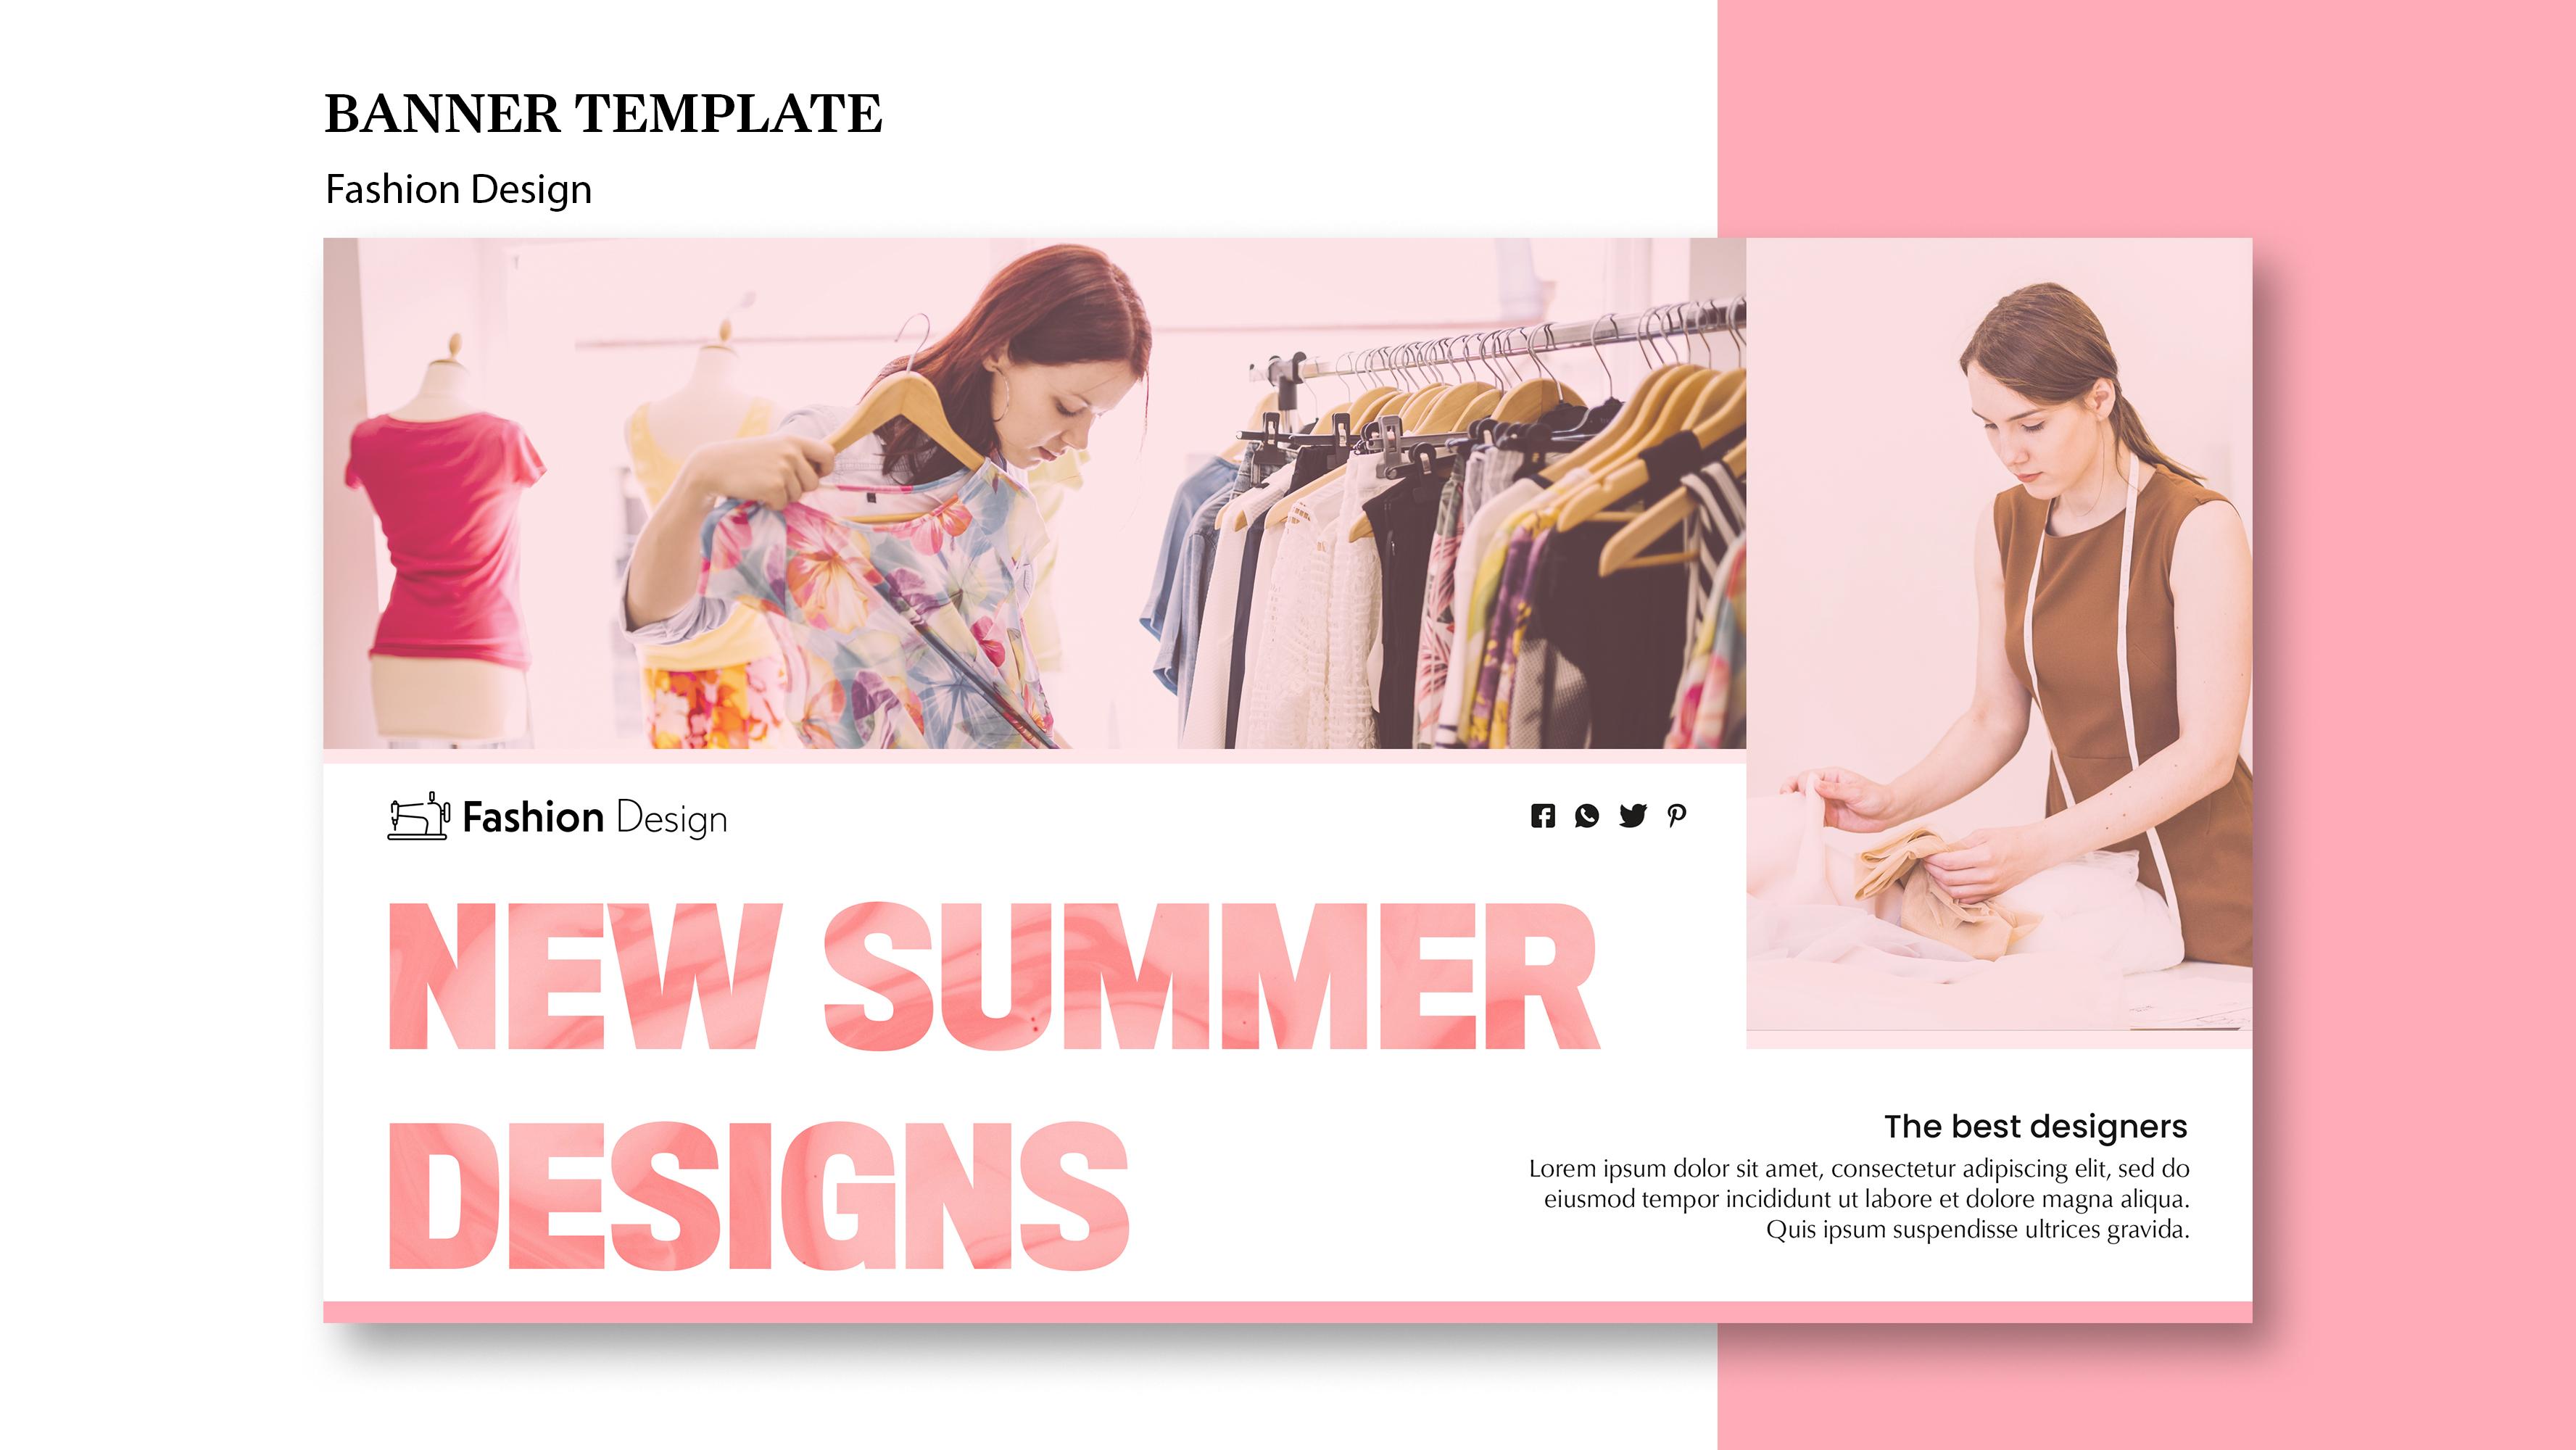 BANNER TEMPLATE
Fashion Design
Fashion Design
NEW SUMMER
DESIGNS
The best designers
Lorem ipsum dolor sit amet, consectetur adipiscing elit, sed do
eiusmod tempor incididunt ut labore et dolore magna aliqua.
Quis ipsum suspendisse ultrices gravida.